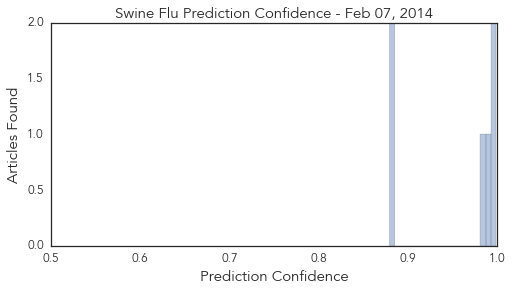 Swine Flu Prediction Confidence - Feb 07, 2014
2.0
1.5
1.0
0.5
0.0
Articles Found
0.5 0.6 0.7 0.8 0.9 1.0
Prediction Confidence